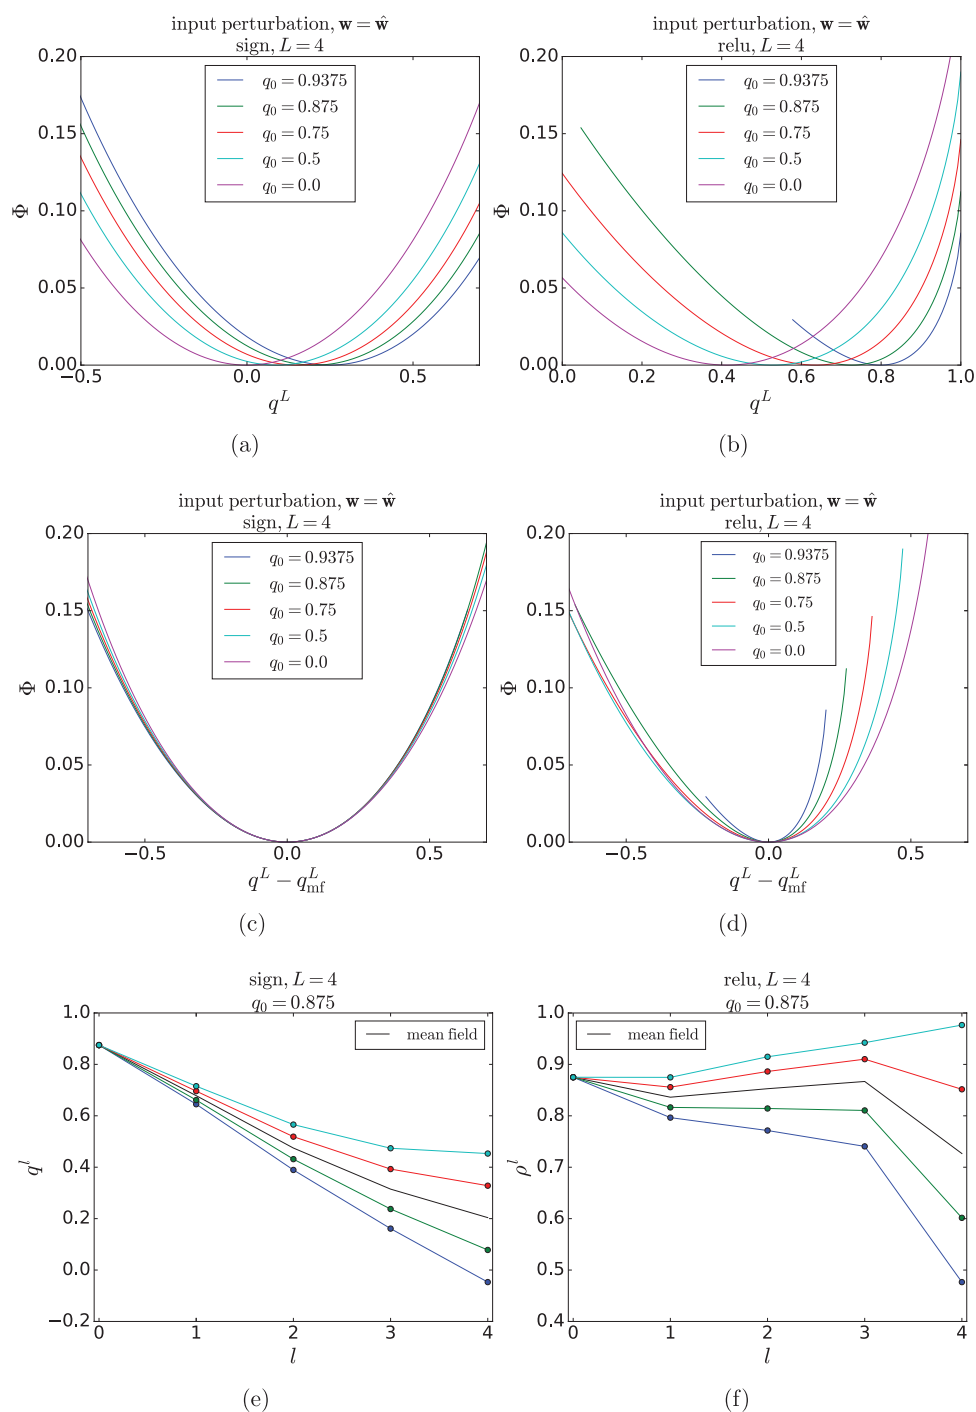 input perturbation, w = ŵ
sign, L = 4
0.20
0.15
0.10
0.05
0.00
Φ
q₀ = 0.9375
q₀ = 0.875
q₀ = 0.75
q₀ = 0.5
q₀ = 0.0
−0.5 0.0 0.5
q^L
(a)
input perturbation, w = ŵ
relu, L = 4
0.20
0.15
0.10
0.05
0.00
Φ
q₀ = 0.9375
q₀ = 0.875
q₀ = 0.75
q₀ = 0.5
q₀ = 0.0
0.0 0.2 0.4 0.6 0.8 1.0
q^L
(b)
input perturbation, w = ŵ
sign, L = 4
0.20
0.15
0.10
0.05
0.00
Φ
q₀ = 0.9375
q₀ = 0.875
q₀ = 0.75
q₀ = 0.5
q₀ = 0.0
−0.5 0.0 0.5
q^L − q^L_mf
(c)
input perturbation, w = ŵ
relu, L = 4
0.20
0.15
0.10
0.05
0.00
Φ
q₀ = 0.9375
q₀ = 0.875
q₀ = 0.75
q₀ = 0.5
q₀ = 0.0
−0.5 0.0 0.5
q^L − q^L_mf
(d)
sign, L = 4
q₀ = 0.875
1.0
0.8
0.6
0.4
0.2
0.0
−0.2
q^l
mean field
0 1 2 3 4
l
(e)
relu, L = 4
q₀ = 0.875
1.0
0.9
0.8
0.7
0.6
0.5
0.4
ρ^l
mean field
0 1 2 3 4
l
(f)